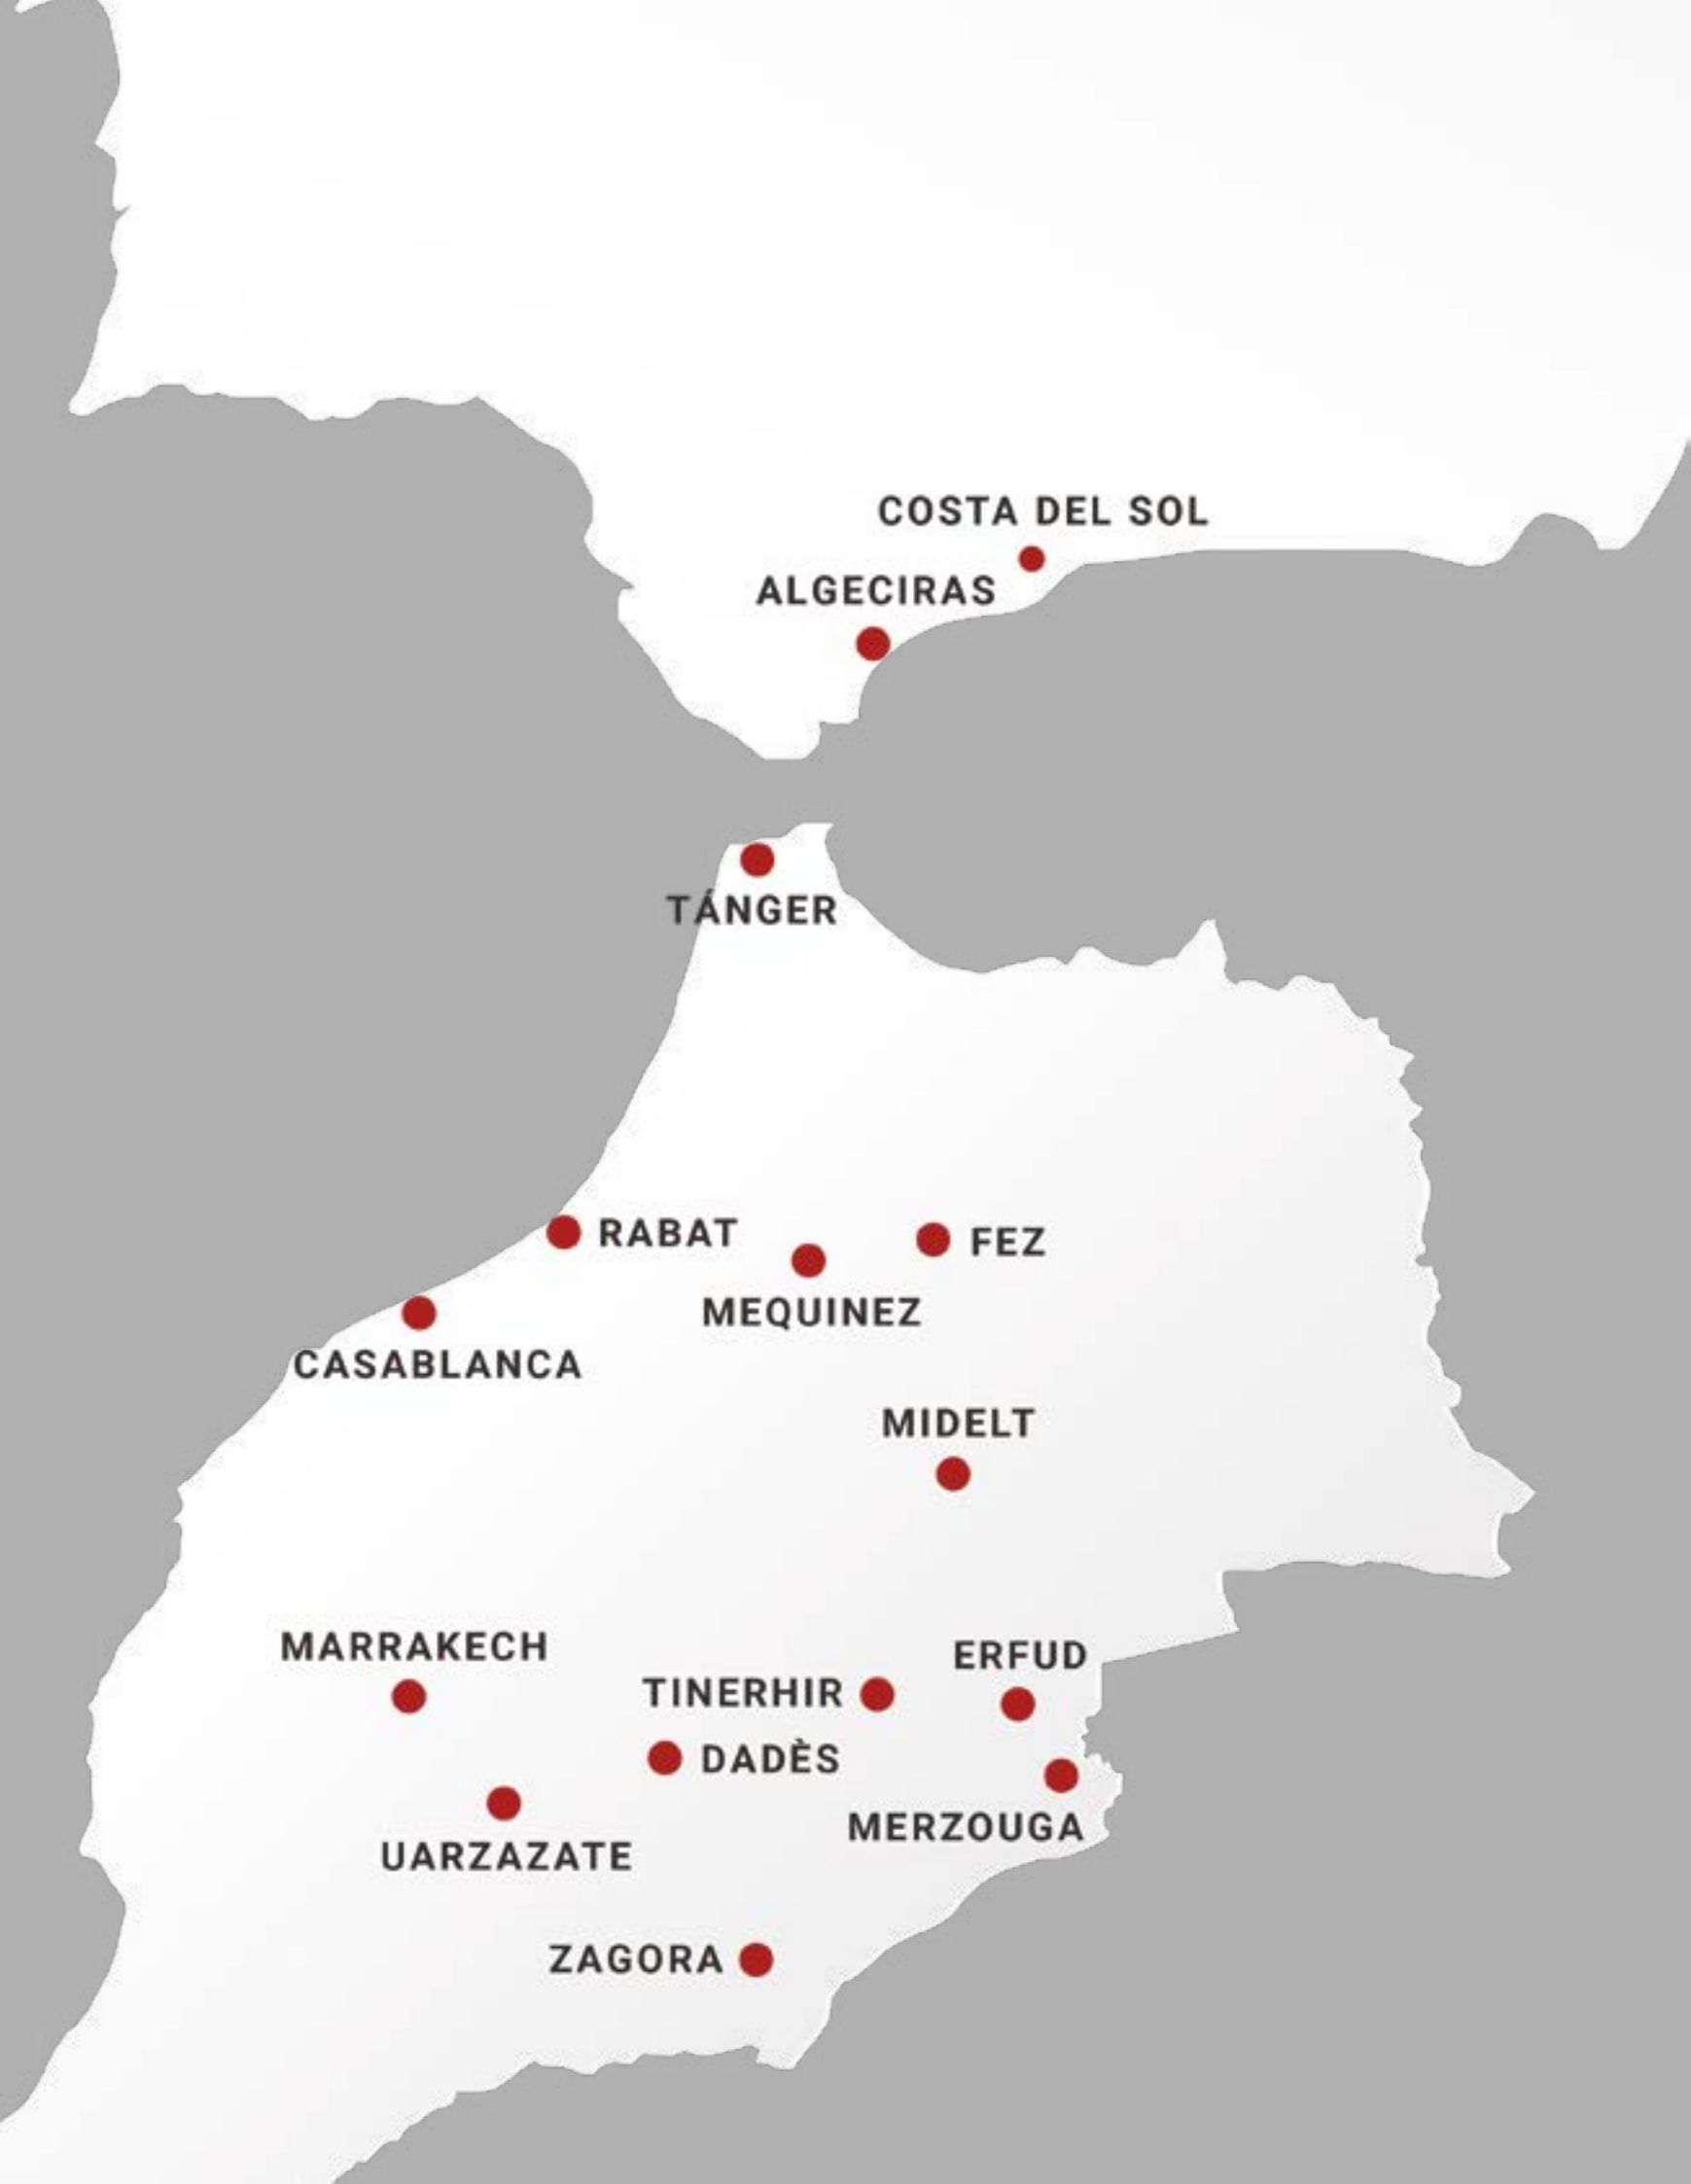 COSTA DEL SOL
ALGECIRAS
TÁNGER
RABAT
FEZ
MEQUINEZ
CASABLANCA
MIDELT
MARRAKECH
ERFUD
TINERHIR
DADÈS
MERZOUGA
UARZAZATE
ZAGORA